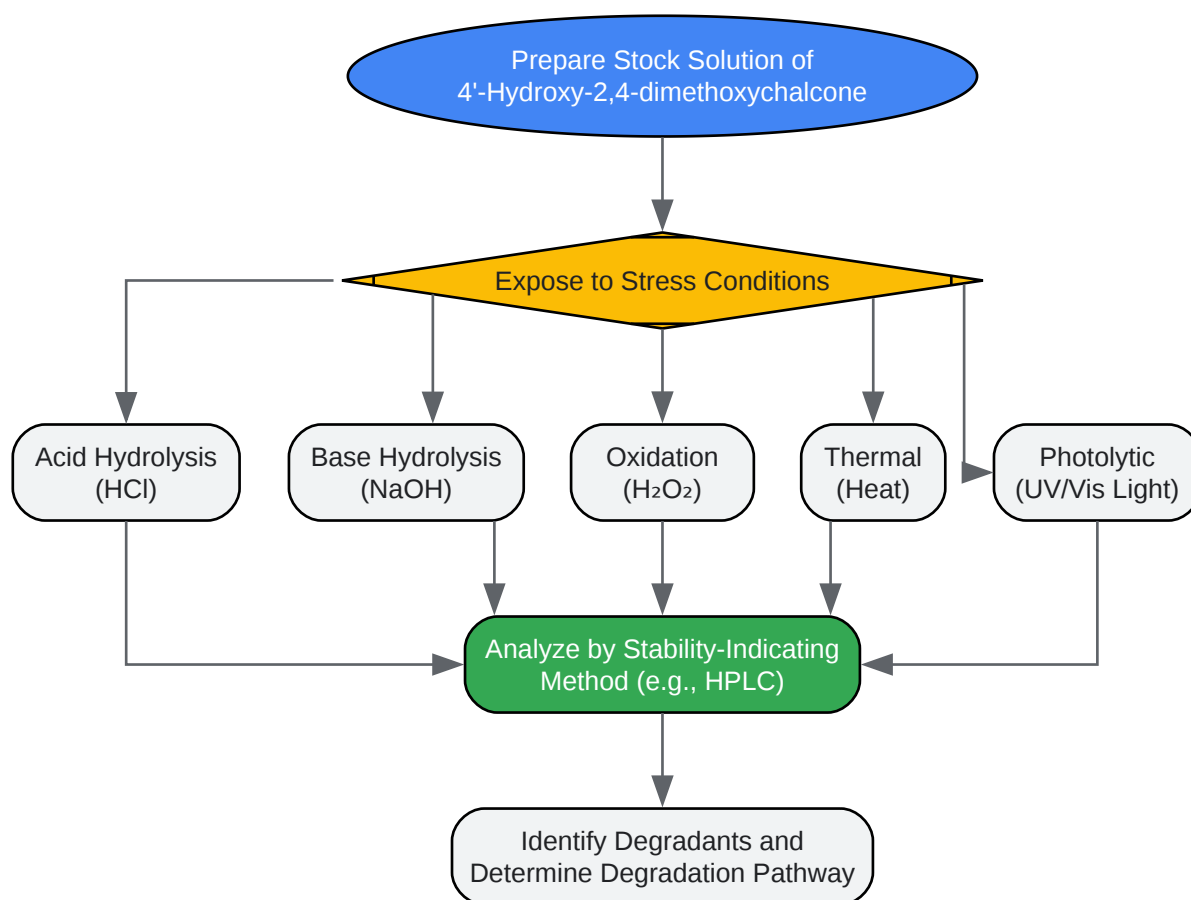 Prepare Stock Solution of
4'-Hydroxy-2,4-dimethoxychalcone
Expose to Stress Conditions
Acid Hydrolysis
(HCl)
Base Hydrolysis
(NaOH)
Oxidation
(H₂O₂)
Thermal
(Heat)
Photolytic
(UV/Vis Light)
Analyze by Stability-Indicating
Method (e.g., HPLC)
Identify Degradants and
Determine Degradation Pathway